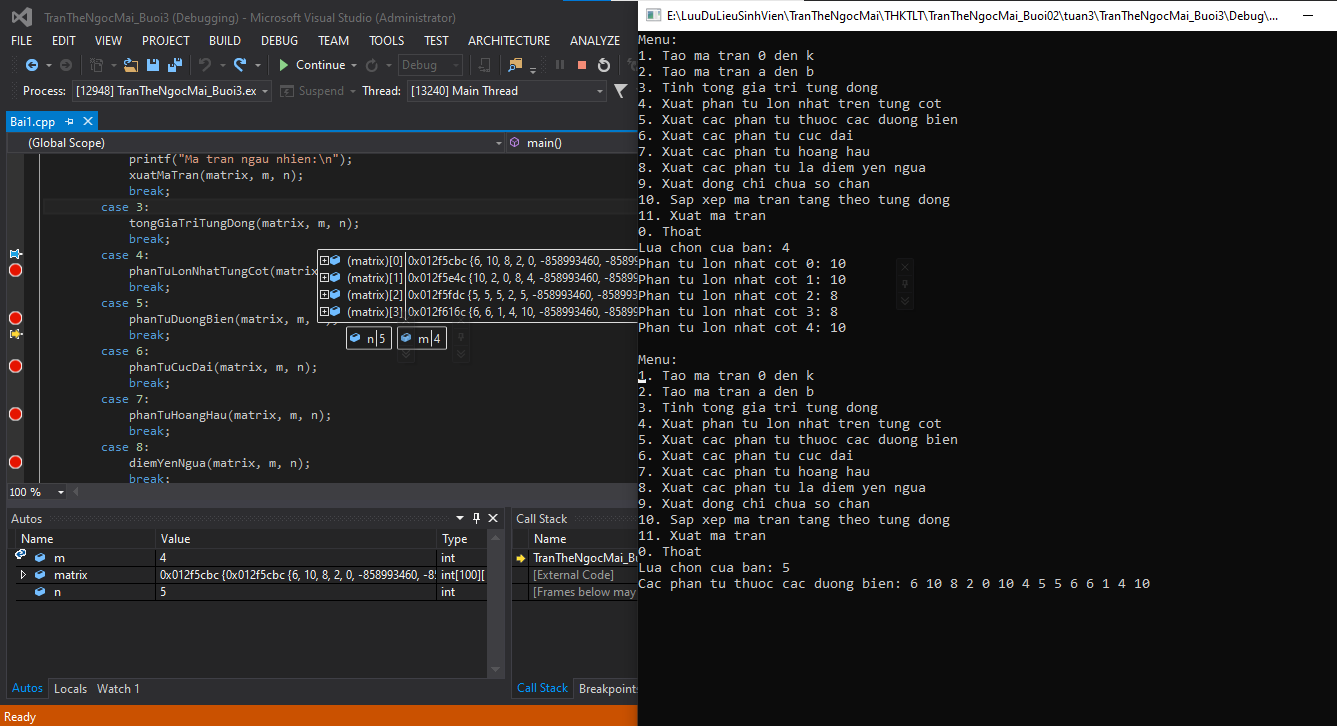 TranTheNgocMai_Buoi3 (Debugging) - Microsoft Visual Studio (Administrator)
FILE EDIT VIEW PROJECT BUILD DEBUG TEAM TOOLS TEST ARCHITECTURE ANALYZE
Continue Debug
Process: [12948] TranTheNgocMai_Buoi3.ex Suspend Thread: [13240] Main Thread
Bai1.cpp
(Global Scope) main()
printf("Ma tran ngau nhien:\n");
xuatMaTran(matrix, m, n);
break;
case 3:
tongGiaTriTungDong(matrix, m, n);
break;
case 4:
phanTuLonNhatTungCot(matrix
break;
case 5:
phanTuDuongBien(matrix, m,
break;
case 6:
phanTuCucDai(matrix, m, n);
break;
case 7:
phanTuHoangHau(matrix, m, n);
break;
case 8:
diemYenNgua(matrix, m, n);
break;
(matrix)[0] 0x012f5cbc {6, 10, 8, 2, 0, -858993460, -85899
(matrix)[1] 0x012f5e4c {10, 2, 0, 8, 4, -858993460, -85899
(matrix)[2] 0x012f5fdc {5, 5, 5, 2, 5, -858993460, -858993
(matrix)[3] 0x012f616c {6, 6, 1, 4, 10, -858993460, -85899
n 5 m 4
100 %
Autos
Name Value Type
m 4 int
matrix 0x012f5cbc {0x012f5cbc {6, 10, 8, 2, 0, -858993460, -8 int[100][
n 5 int
Autos Locals Watch 1
Call Stack
Name
TranTheNgocMai_Bu
[External Code]
[Frames below may
Call Stack Breakpoints
Ready
E:\LuuDuLieuSinhVien\TranTheNgocMai\THKTLT\TranTheNgocMai_Buoi02\tuan3\TranTheNgocMai_Buoi3\Debug\...
Menu:
1. Tao ma tran 0 den k
2. Tao ma tran a den b
3. Tinh tong gia tri tung dong
4. Xuat phan tu lon nhat tren tung cot
5. Xuat cac phan tu thuoc cac duong bien
6. Xuat cac phan tu cuc dai
7. Xuat cac phan tu hoang hau
8. Xuat cac phan tu la diem yen ngua
9. Xuat dong chi chua so chan
10. Sap xep ma tran tang theo tung dong
11. Xuat ma tran
0. Thoat
Lua chon cua ban: 4
Phan tu lon nhat cot 0: 10
Phan tu lon nhat cot 1: 10
Phan tu lon nhat cot 2: 8
Phan tu lon nhat cot 3: 8
Phan tu lon nhat cot 4: 10
Menu:
1. Tao ma tran 0 den k
2. Tao ma tran a den b
3. Tinh tong gia tri tung dong
4. Xuat phan tu lon nhat tren tung cot
5. Xuat cac phan tu thuoc cac duong bien
6. Xuat cac phan tu cuc dai
7. Xuat cac phan tu hoang hau
8. Xuat cac phan tu la diem yen ngua
9. Xuat dong chi chua so chan
10. Sap xep ma tran tang theo tung dong
11. Xuat ma tran
0. Thoat
Lua chon cua ban: 5
Cac phan tu thuoc cac duong bien: 6 10 8 2 0 10 4 5 5 6 6 1 4 10